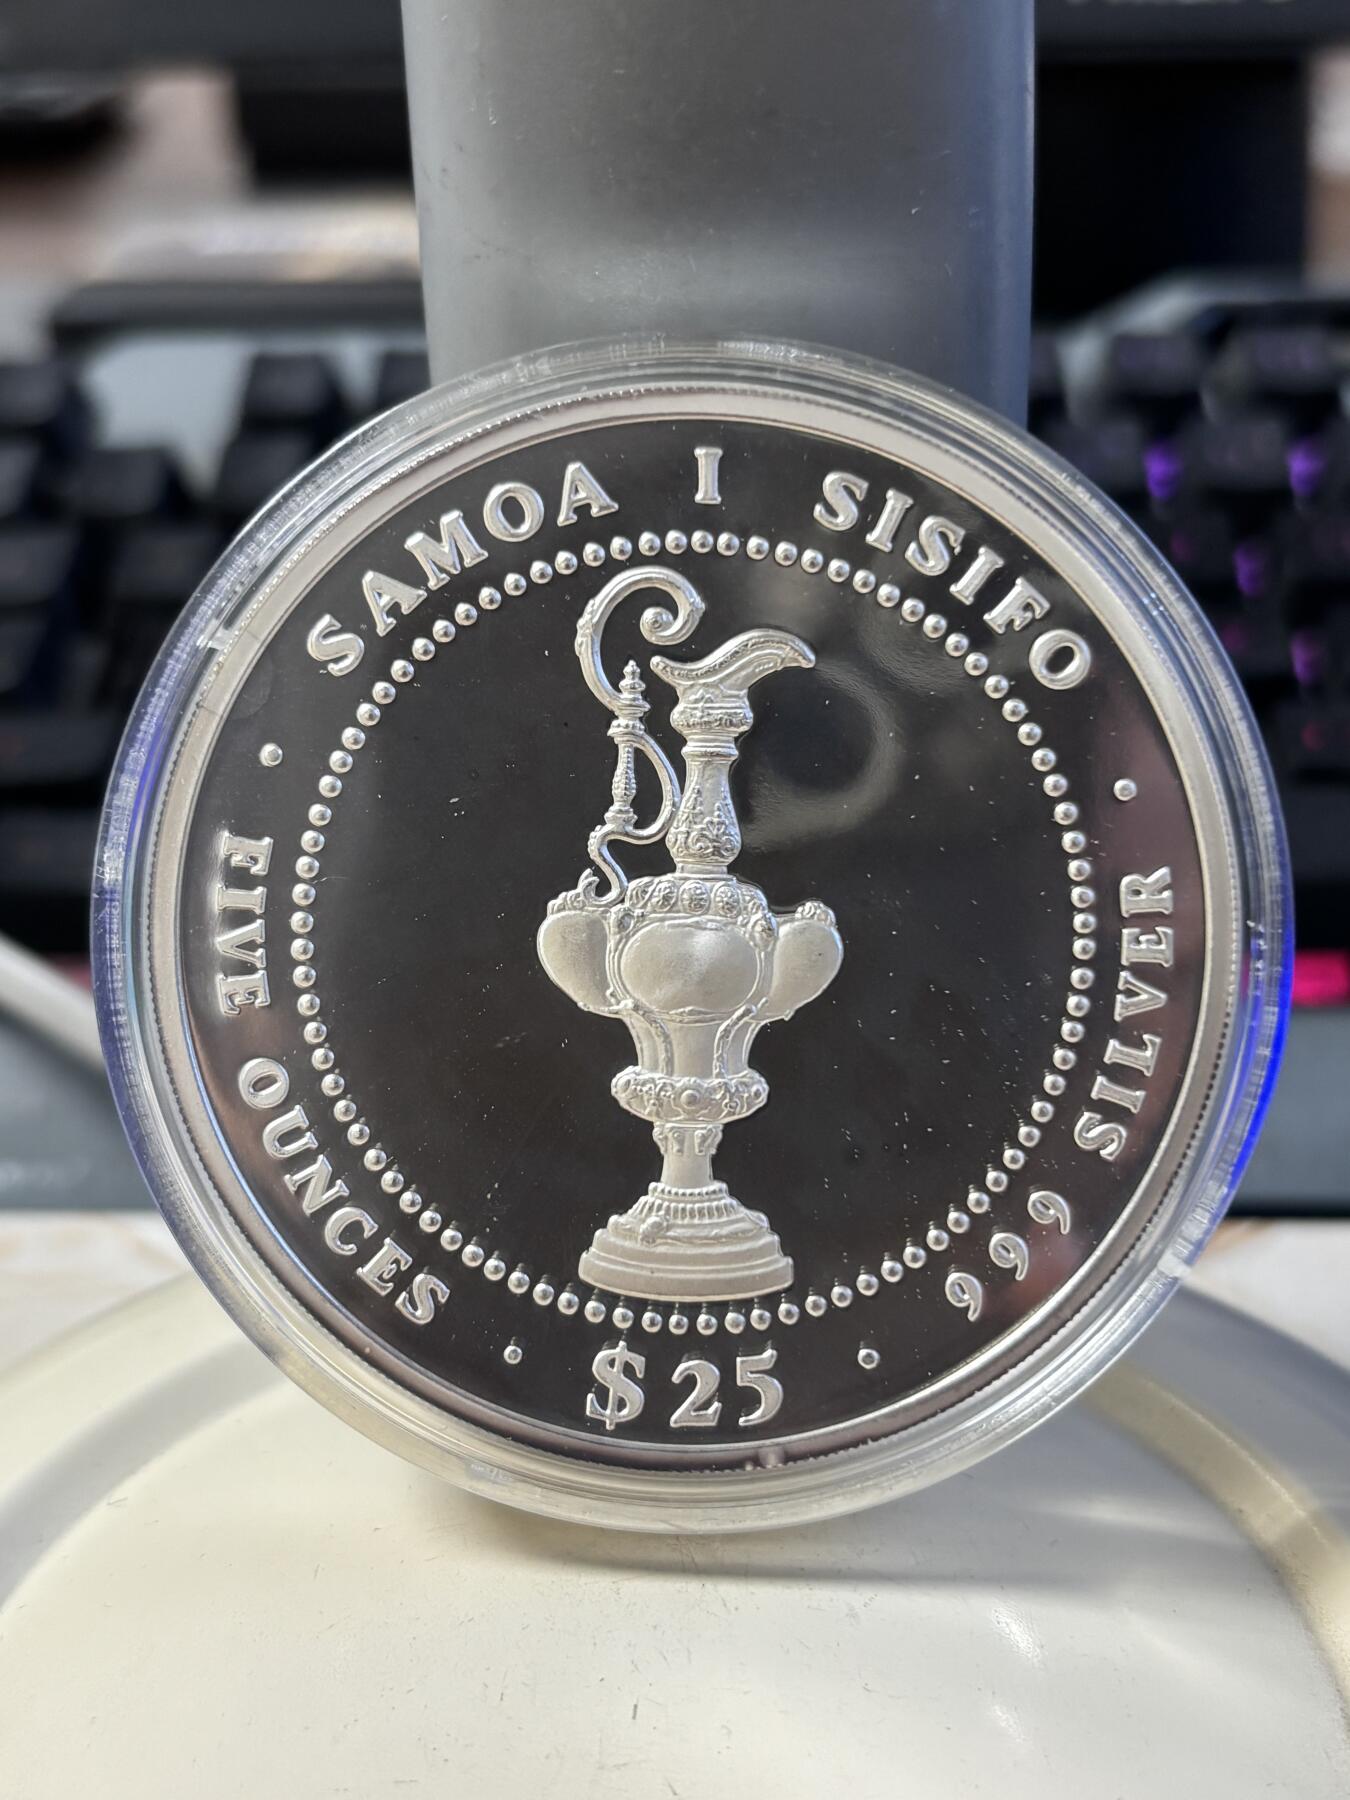 SAMOA I SISIFO
FIVE OUNCES
$25
999 SILVER